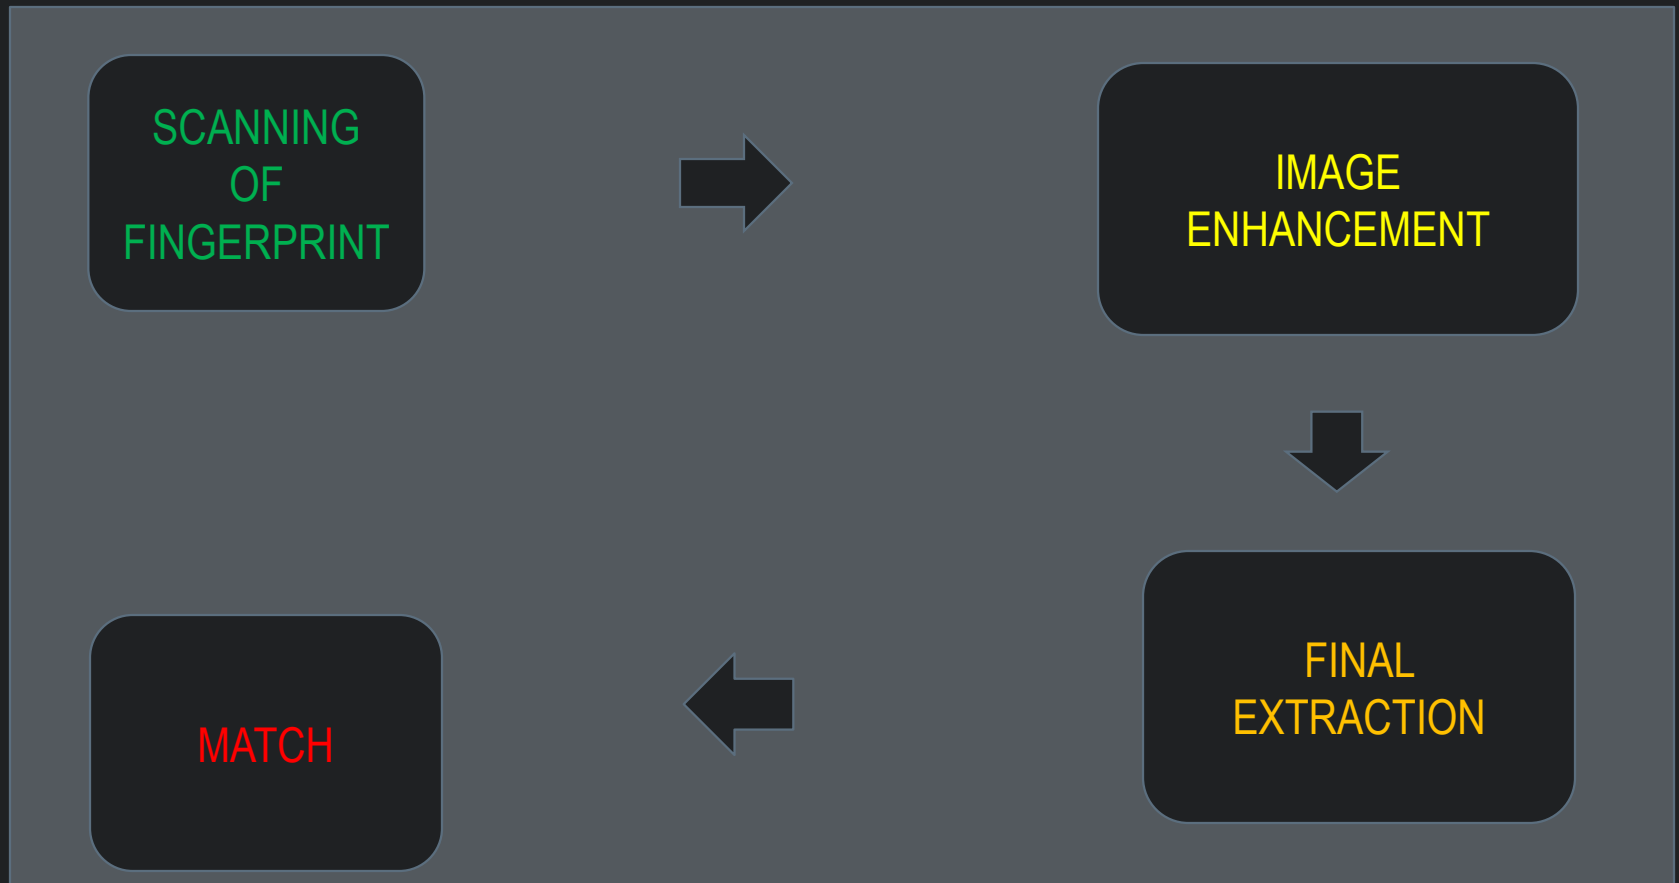 SCANNING
OF
FINGERPRINT
IMAGE
ENHANCEMENT
FINAL
EXTRACTION
MATCH